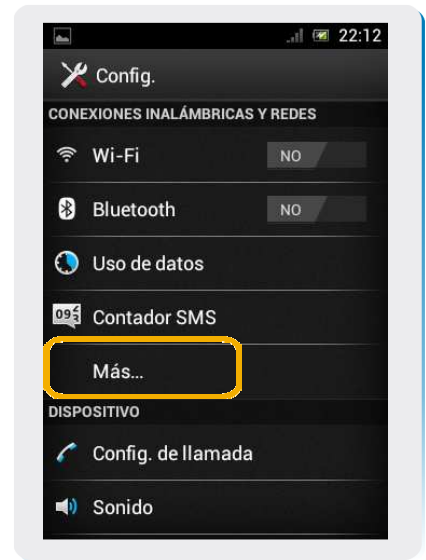 22:12
Config.
CONEXIONES INALÁMBRICAS Y REDES
Wi-Fi NO
Bluetooth NO
Uso de datos
Contador SMS
Más...
DISPOSITIVO
Config. de llamada
Sonido